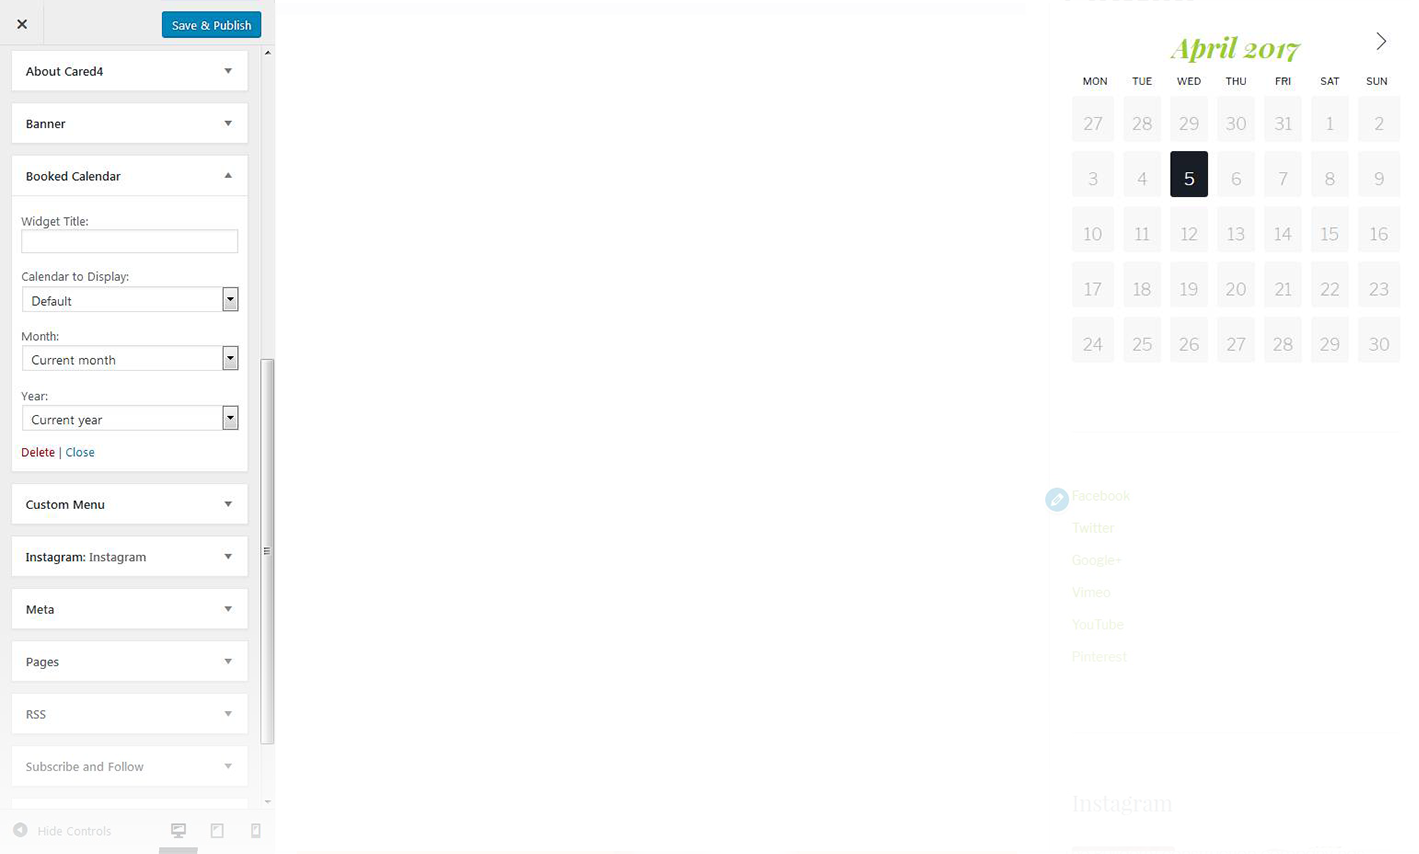 Save & Publish
About Cared4
Banner
Booked Calendar
Widget Title:
Calendar to Display:
Default
Month:
Current month
Year:
Current year
Delete | Close
Custom Menu
Instagram: Instagram
Meta
Pages
RSS
Subscribe and Follow
Hide Controls
April 2017
MON TUE WED THU FRI SAT SUN
27 28 29 30 31 1 2
3 4 5 6 7 8 9
10 11 12 13 14 15 16
17 18 19 20 21 22 23
24 25 26 27 28 29 30
Facebook
Twitter
Google+
Vimeo
YouTube
Pinterest
Instagram